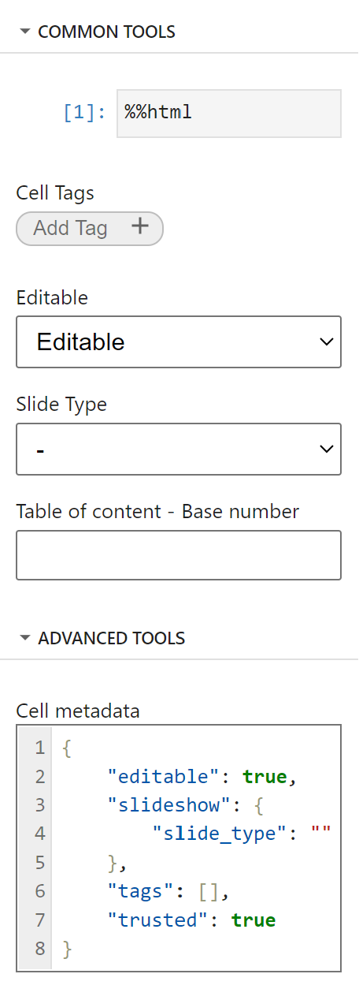 COMMON TOOLS
[1]: %%html
Cell Tags
Add Tag +
Editable
Editable
Slide Type
-
Table of content - Base number
ADVANCED TOOLS
Cell metadata
1 {
2     "editable": true,
3     "slideshow": {
4         "slide_type": ""
5     },
6     "tags": [],
7     "trusted": true
8 }